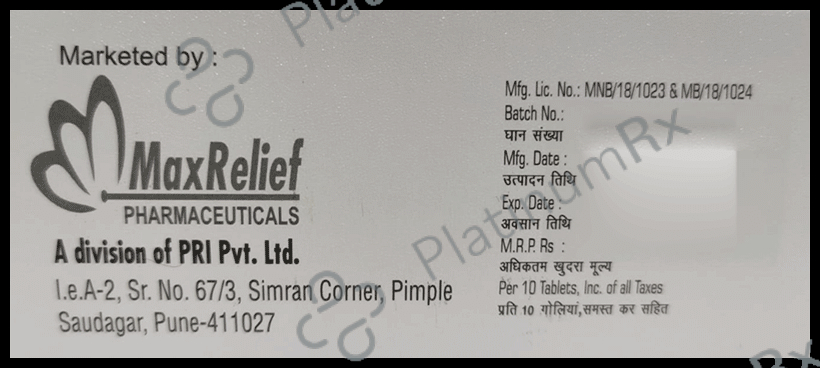 Marketed by :
MaxRelief
PHARMACEUTICALS
A division of PRI Pvt. Ltd.
I.e.A-2, Sr. No. 67/3, Simran Corner, Pimple
Saudagar, Pune-411027
Mfg. Lic. No.: MNB/18/1023 & MB/18/1024
Batch No.:
घान संख्या
Mfg. Date :
उत्पादन तिथि
Exp. Date :
अवसान तिथि
M.R.P. Rs :
अधिकतम खुदरा मूल्य
Per 10 Tablets, Inc. of all Taxes
प्रति 10 गोलियां,समस्त कर सहित
PlatinumRx